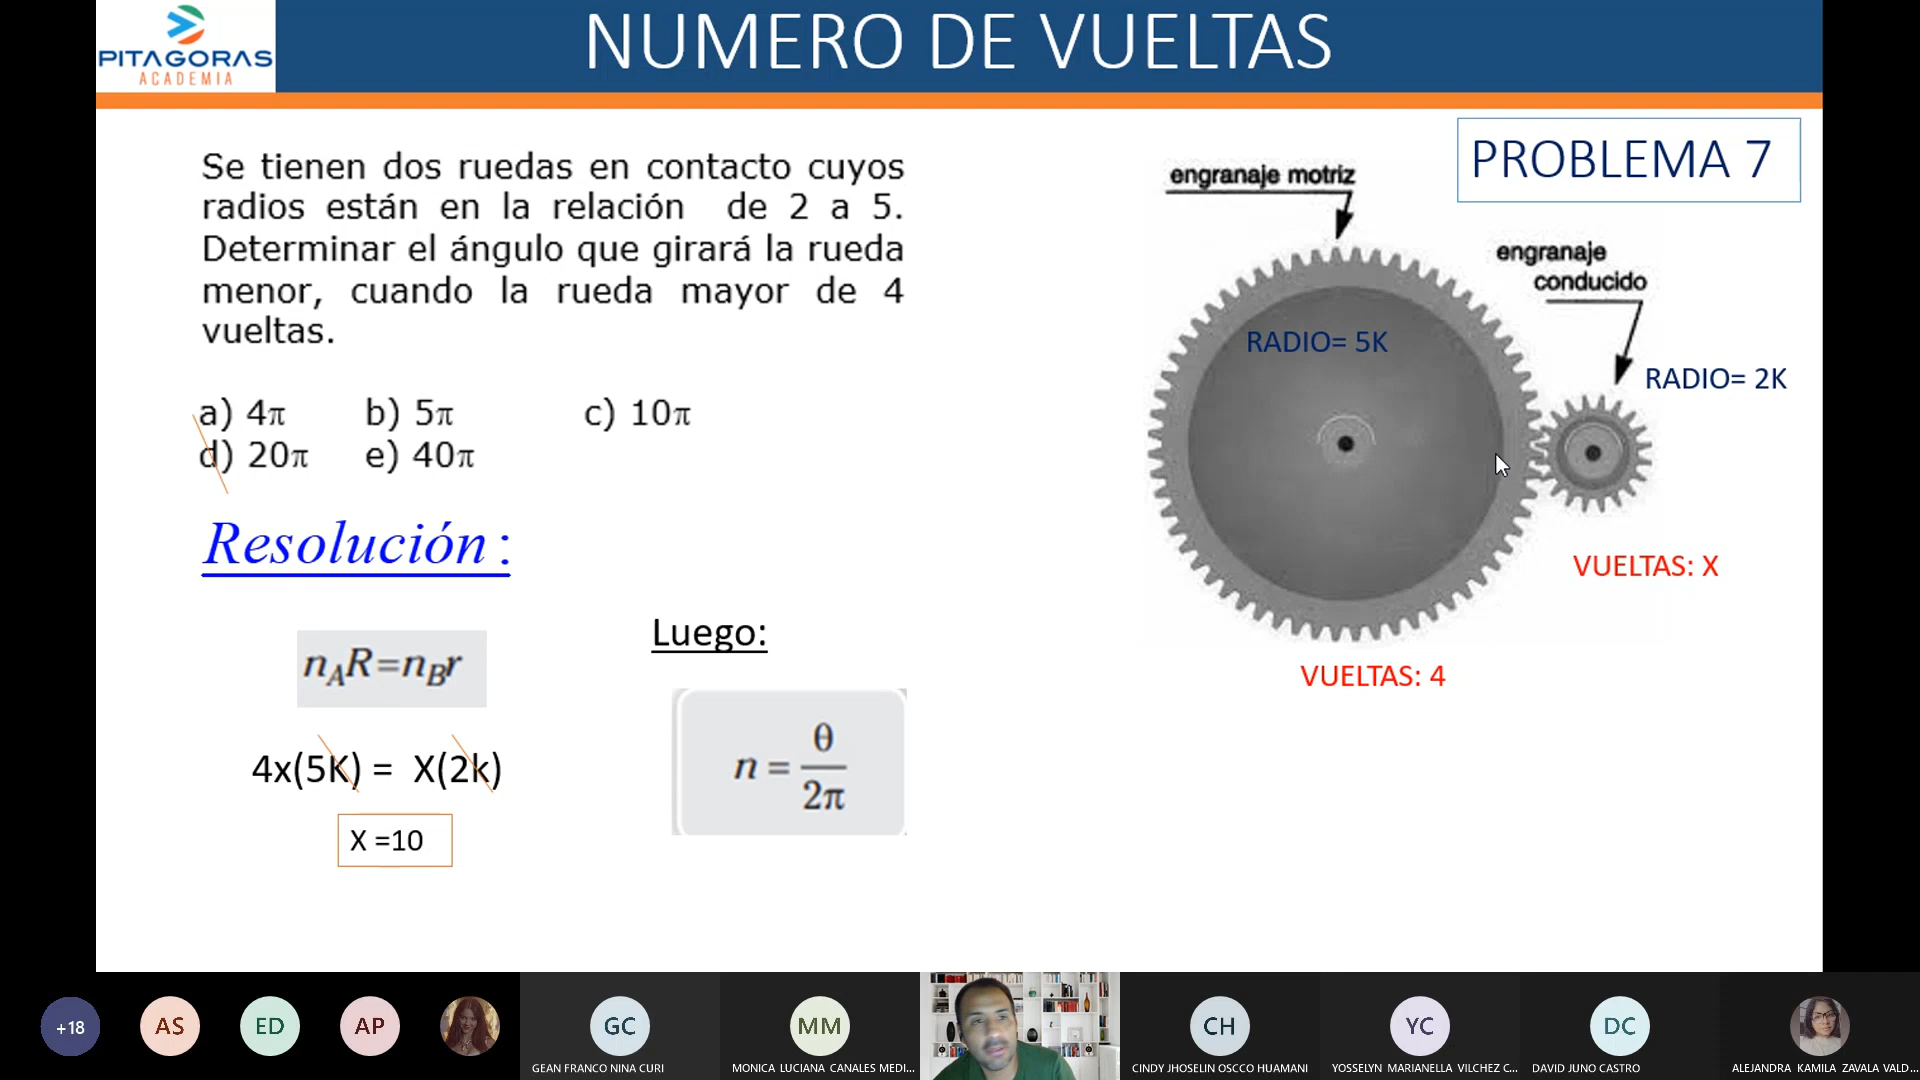 PITAGORAS
ACADEMIA
NUMERO DE VUELTAS
PROBLEMA 7
Se tienen dos ruedas en contacto cuyos
radios están en la relación de 2 a 5.
Determinar el ángulo que girará la rueda
menor, cuando la rueda mayor de 4
vueltas.
a) 4π b) 5π c) 10π
d) 20π e) 40π
Resolución :
n_A R = n_B r
4x(5K) = X(2k)
X =10
Luego:
n = θ / 2π
engranaje motriz
engranaje
conducido
RADIO= 5K
RADIO= 2K
VUELTAS: X
VUELTAS: 4
+18
AS
ED
AP
GC
GEAN FRANCO NINA CURI
MM
MONICA LUCIANA CANALES MEDI...
CH
CINDY JHOSELIN OSCCO HUAMANI
YC
YOSSELYN MARIANELLA VILCHEZ C...
DC
DAVID JUNO CASTRO
ALEJANDRA KAMILA ZAVALA VALD...